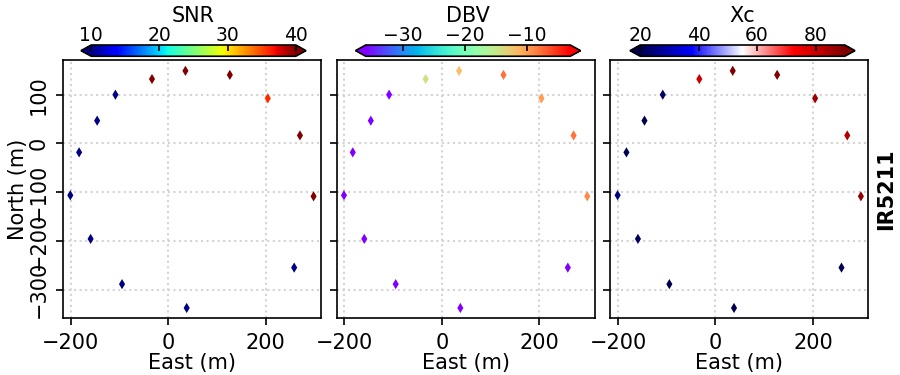 SNR DBV Xc
10 20 30 40 −30 −20 −10 20 40 60 80
North (m)
100
0
−100
−200
−300
IR5211
−200 0 200 −200 0 200 −200 0 200
East (m) East (m) East (m)